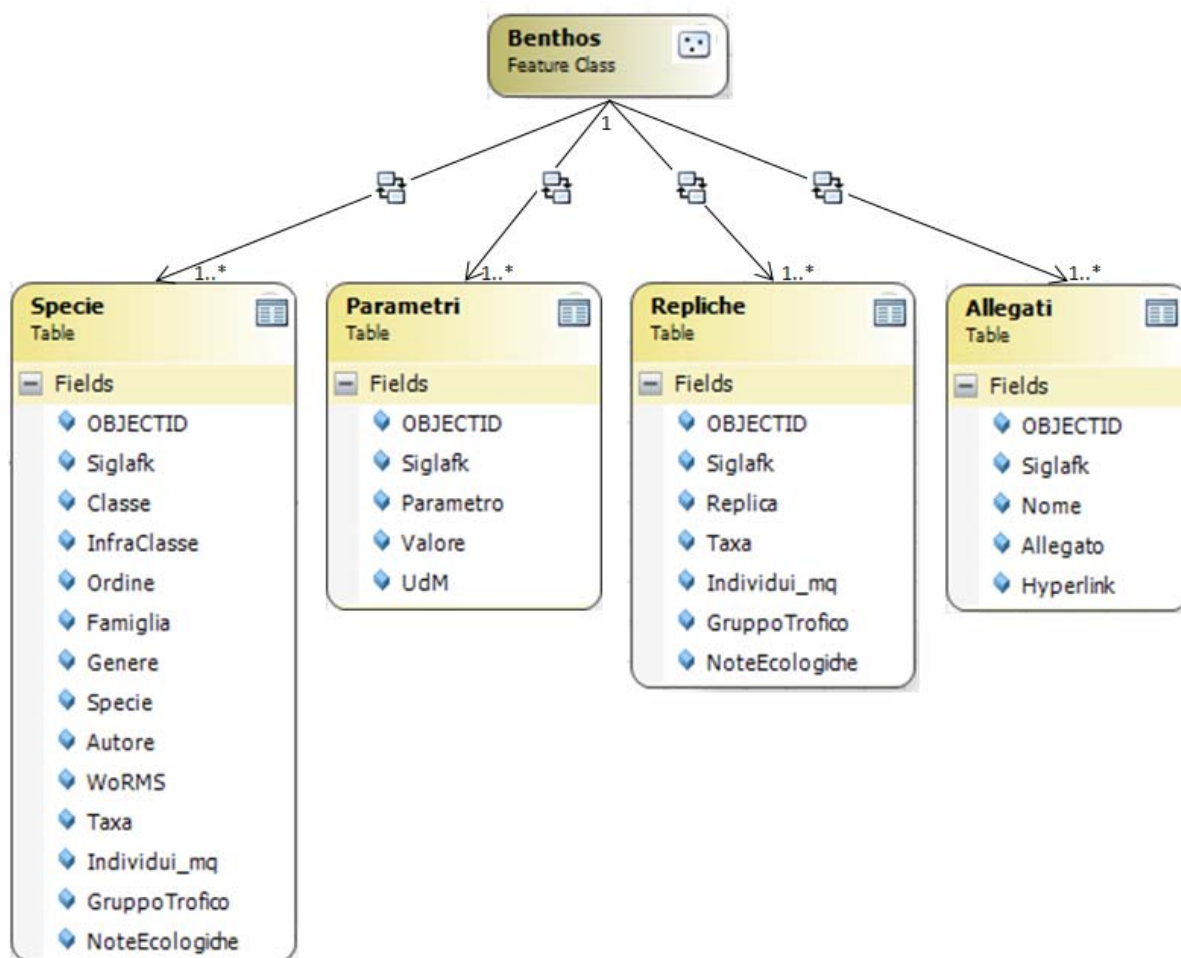 Benthos
Feature Class
1
1..*
1..*
1..*
1..*
Specie
Table
Fields
OBJECTID
Siglafk
Classe
InfraClasse
Ordine
Famiglia
Genere
Specie
Autore
WoRMS
Taxa
Individui_mq
GruppoTrofico
NoteEcologiche
Parametri
Table
Fields
OBJECTID
Siglafk
Parametro
Valore
UdM
Repliche
Table
Fields
OBJECTID
Siglafk
Replica
Taxa
Individui_mq
GruppoTrofico
NoteEcologiche
Allegati
Table
Fields
OBJECTID
Siglafk
Nome
Allegato
Hyperlink